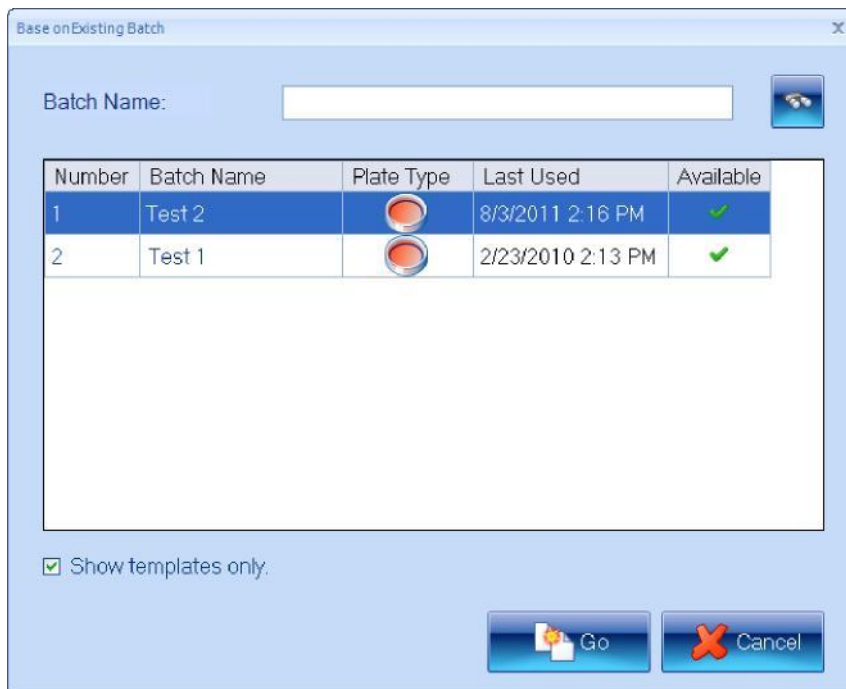 Base on Existing Batch
Batch Name:
Number Batch Name Plate Type Last Used Available
1 Test 2 8/3/2011 2:16 PM
2 Test 1 2/23/2010 2:13 PM
Show templates only.
Go Cancel